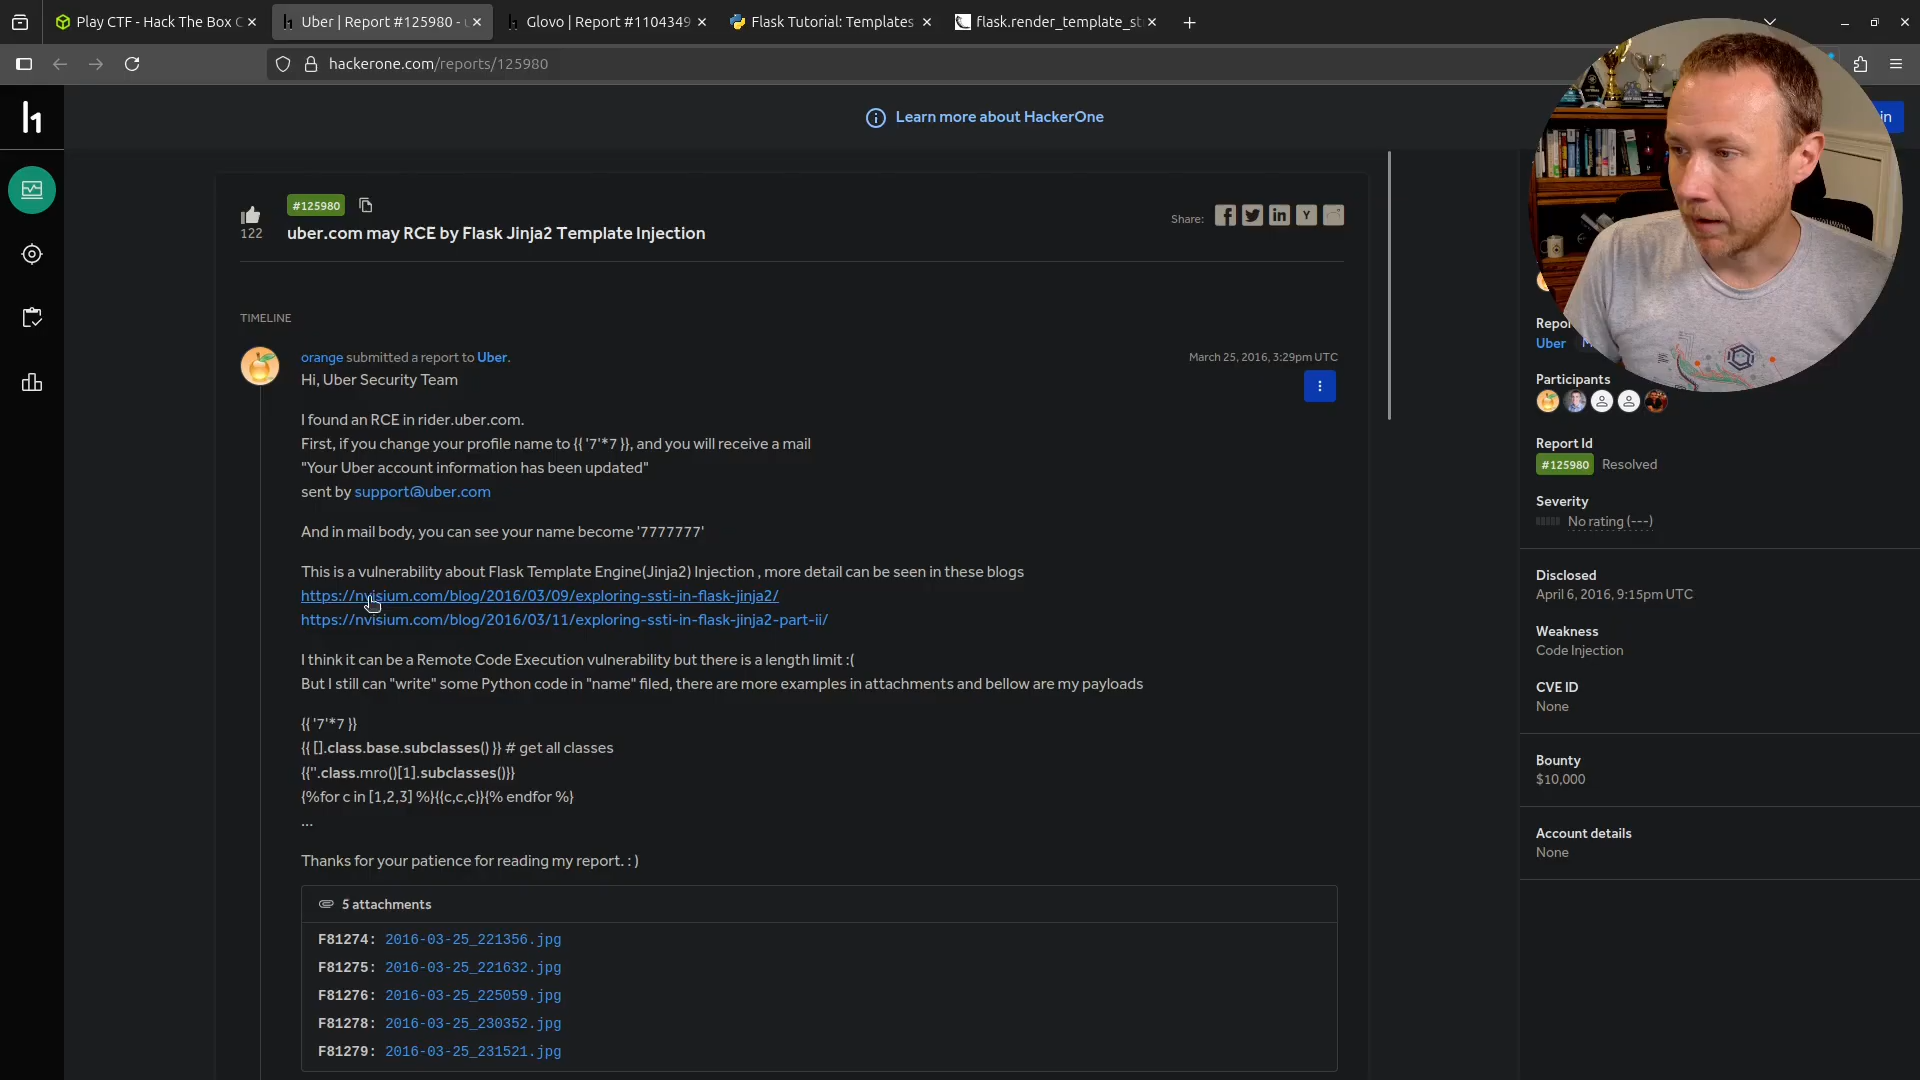 Play CTF - Hack The Box C
Uber | Report #125980 - u
Glovo | Report #1104349
Flask Tutorial: Templates
flask.render_template_st
hackerone.com/reports/125980
Learn more about HackerOne
in
#125980
122
uber.com may RCE by Flask Jinja2 Template Injection
Share:
TIMELINE
orange submitted a report to Uber.
March 25, 2016, 3:29pm UTC
Hi, Uber Security Team
I found an RCE in rider.uber.com.
First, if you change your profile name to {{ '7'*7 }}, and you will receive a mail
"Your Uber account information has been updated"
sent by support@uber.com
And in mail body, you can see your name become '7777777'
This is a vulnerability about Flask Template Engine(Jinja2) Injection , more detail can be seen in these blogs
https://nvisium.com/blog/2016/03/09/exploring-ssti-in-flask-jinja2/
https://nvisium.com/blog/2016/03/11/exploring-ssti-in-flask-jinja2-part-ii/
I think it can be a Remote Code Execution vulnerability but there is a length limit :(
But I still can "write" some Python code in "name" filed, there are more examples in attachments and bellow are my payloads
{{ '7'*7 }}
{{ [].class.base.subclasses() }} # get all classes
{{''.class.mro()[1].subclasses()}}
{%for c in [1,2,3] %}{{c,c,c}}{% endfor %}
...
Thanks for your patience for reading my report. : )
5 attachments
F81274: 2016-03-25_221356.jpg
F81275: 2016-03-25_221632.jpg
F81276: 2016-03-25_225059.jpg
F81278: 2016-03-25_230352.jpg
F81279: 2016-03-25_231521.jpg
Repor
Uber
Participants
Report Id
#125980 Resolved
Severity
No rating (---)
Disclosed
April 6, 2016, 9:15pm UTC
Weakness
Code Injection
CVE ID
None
Bounty
$10,000
Account details
None